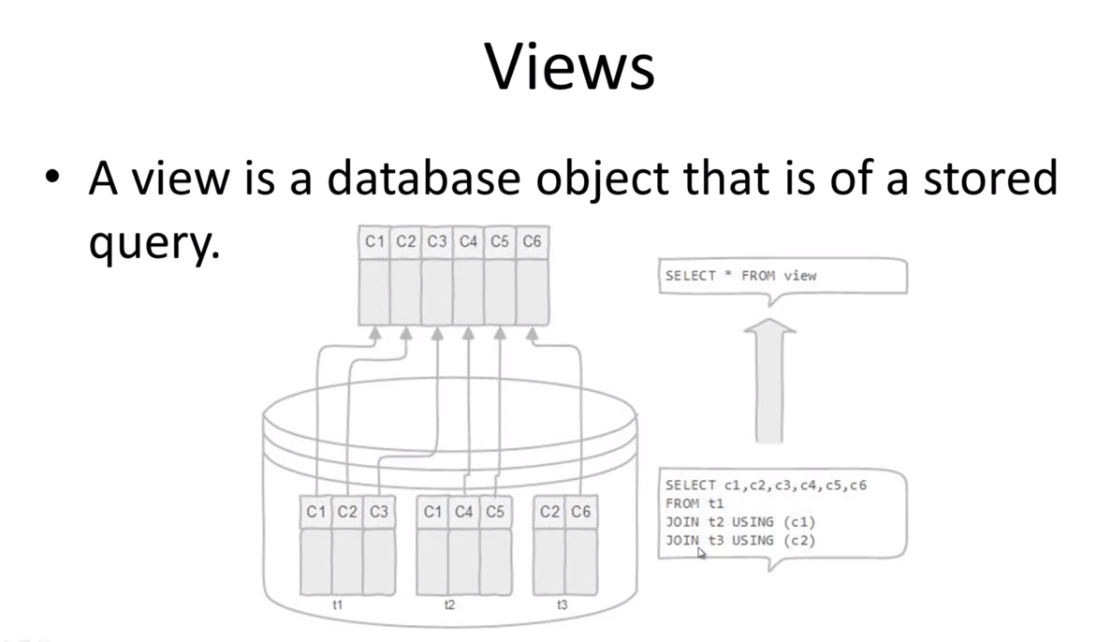 Views
• A view is a database object that is of a stored
query.
C1 C2 C3 C4 C5 C6
SELECT * FROM view
SELECT c1,c2,c3,c4,c5,c6
FROM t1
JOIN t2 USING (c1)
JOIN t3 USING (c2)
C1 C2 C3
C1 C4 C5
C2 C6
t1
t2
t3